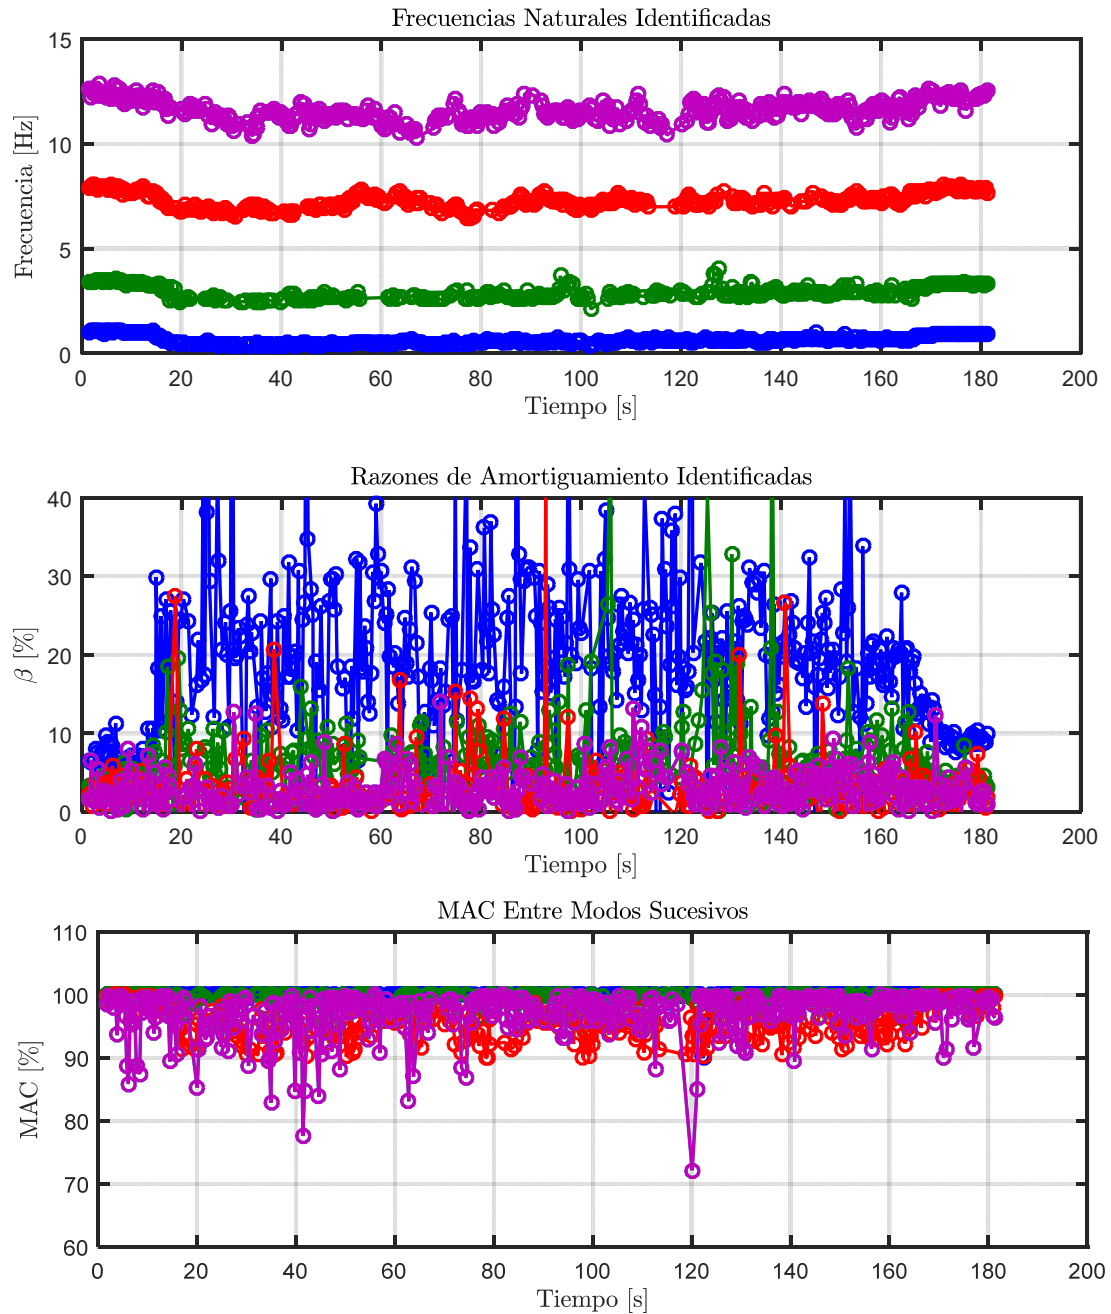 Frecuencias Naturales Identificadas
15
10
5
0
Frecuencia [Hz]
0 20 40 60 80 100 120 140 160 180 200
Tiempo [s]
Razones de Amortiguamiento Identificadas
40
30
20
10
0
β [%]
0 20 40 60 80 100 120 140 160 180 200
Tiempo [s]
MAC Entre Modos Sucesivos
110
100
90
80
70
60
MAC [%]
0 20 40 60 80 100 120 140 160 180 200
Tiempo [s]